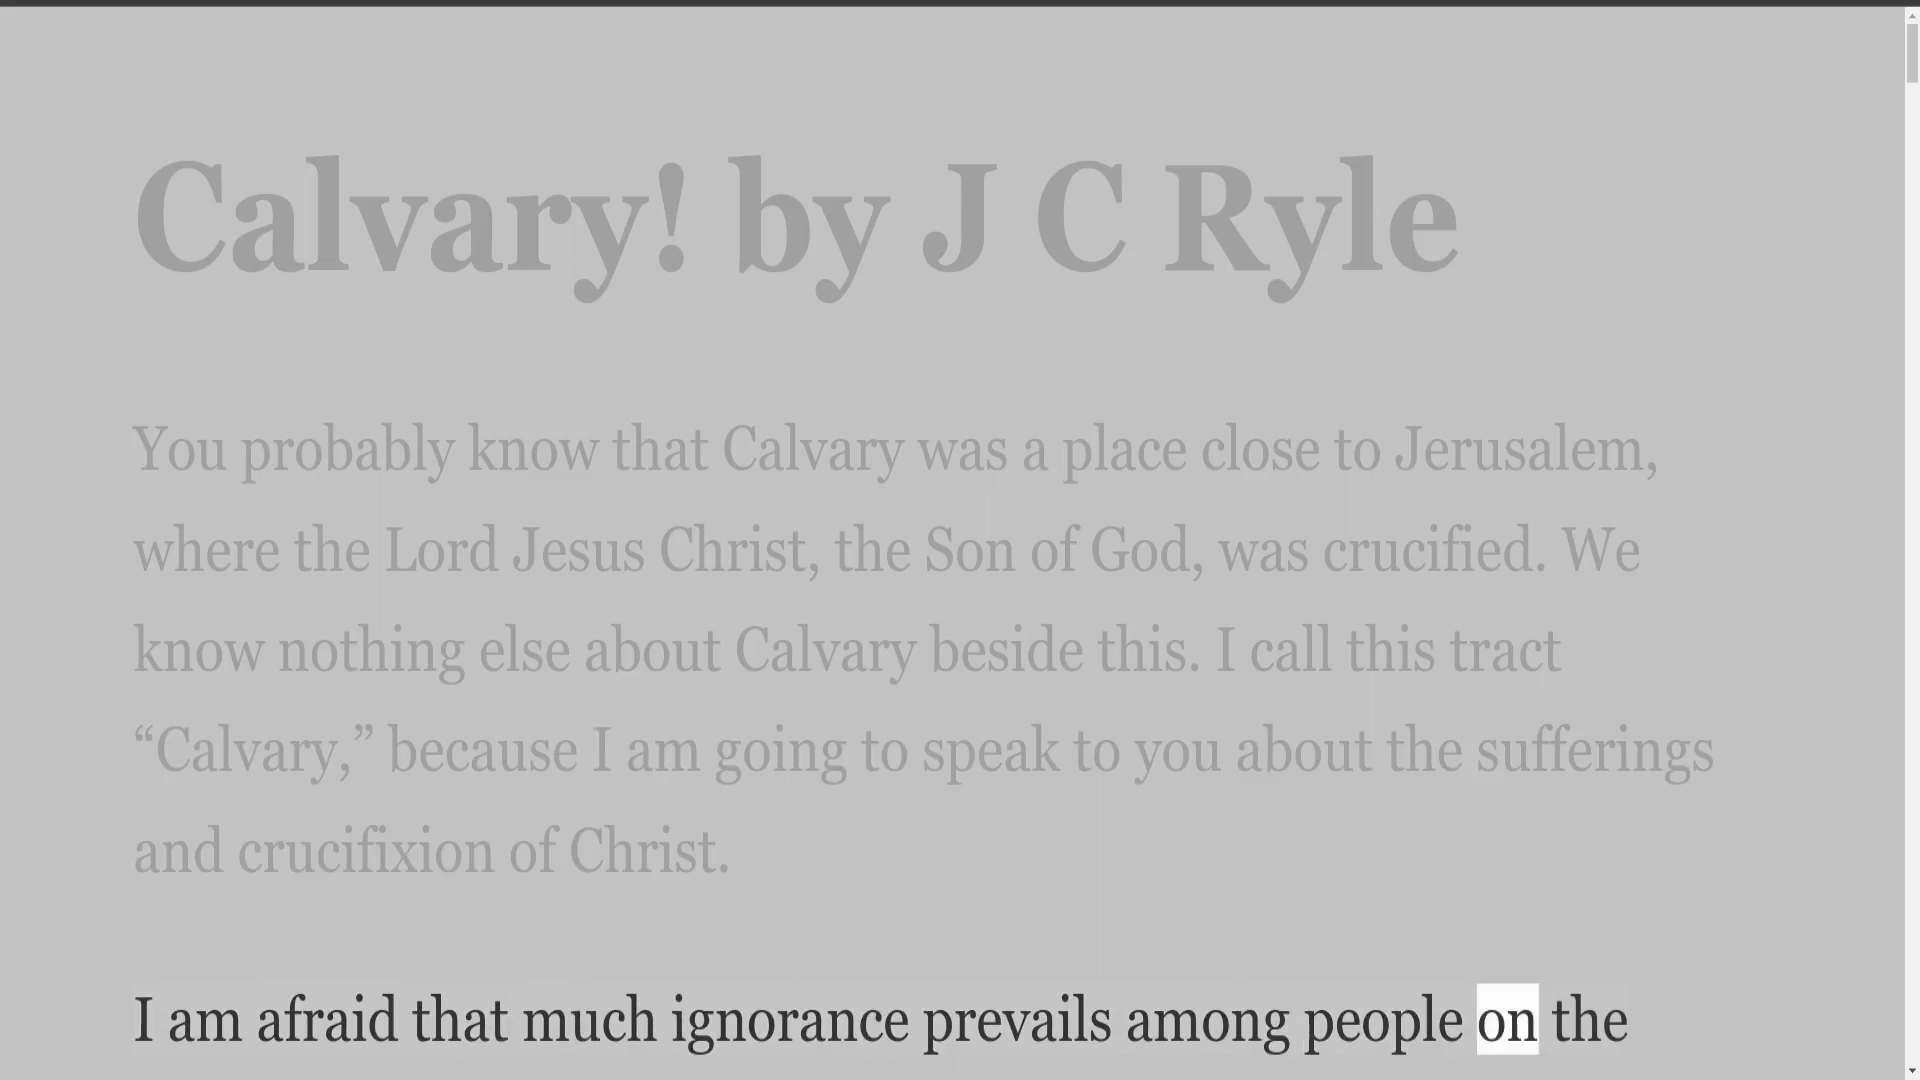 Calvary! by J C Ryle
You probably know that Calvary was a place close to Jerusalem,
where the Lord Jesus Christ, the Son of God, was crucified. We
know nothing else about Calvary beside this. I call this tract
“Calvary,” because I am going to speak to you about the sufferings
and crucifixion of Christ.
I am afraid that much ignorance prevails among people on the